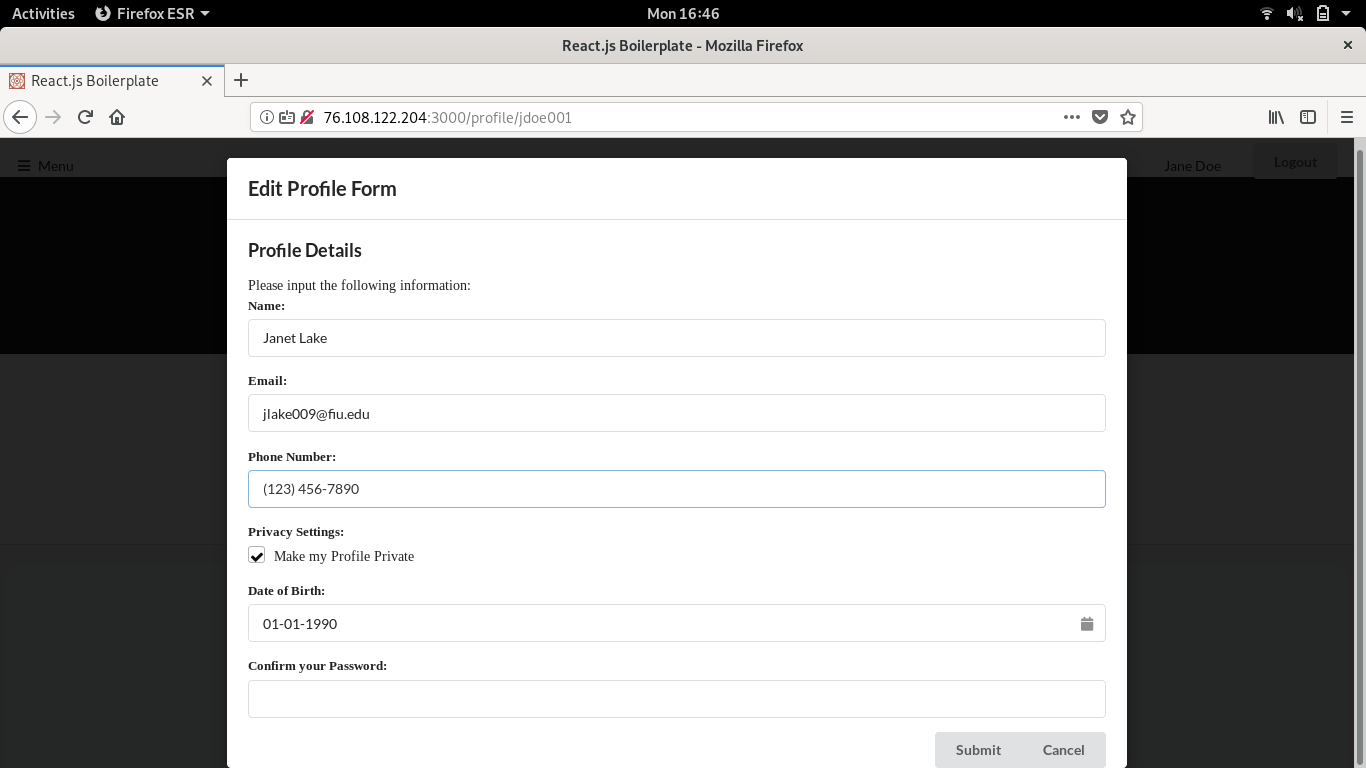 Activities Firefox ESR Mon 16:46
React.js Boilerplate - Mozilla Firefox
React.js Boilerplate
76.108.122.204:3000/profile/jdoe001
Menu Jane Doe Logout
Edit Profile Form
Profile Details
Please input the following information:
Name:
Janet Lake
Email:
jlake009@fiu.edu
Phone Number:
(123) 456-7890
Privacy Settings:
Make my Profile Private
Date of Birth:
01-01-1990
Confirm your Password:
Submit Cancel